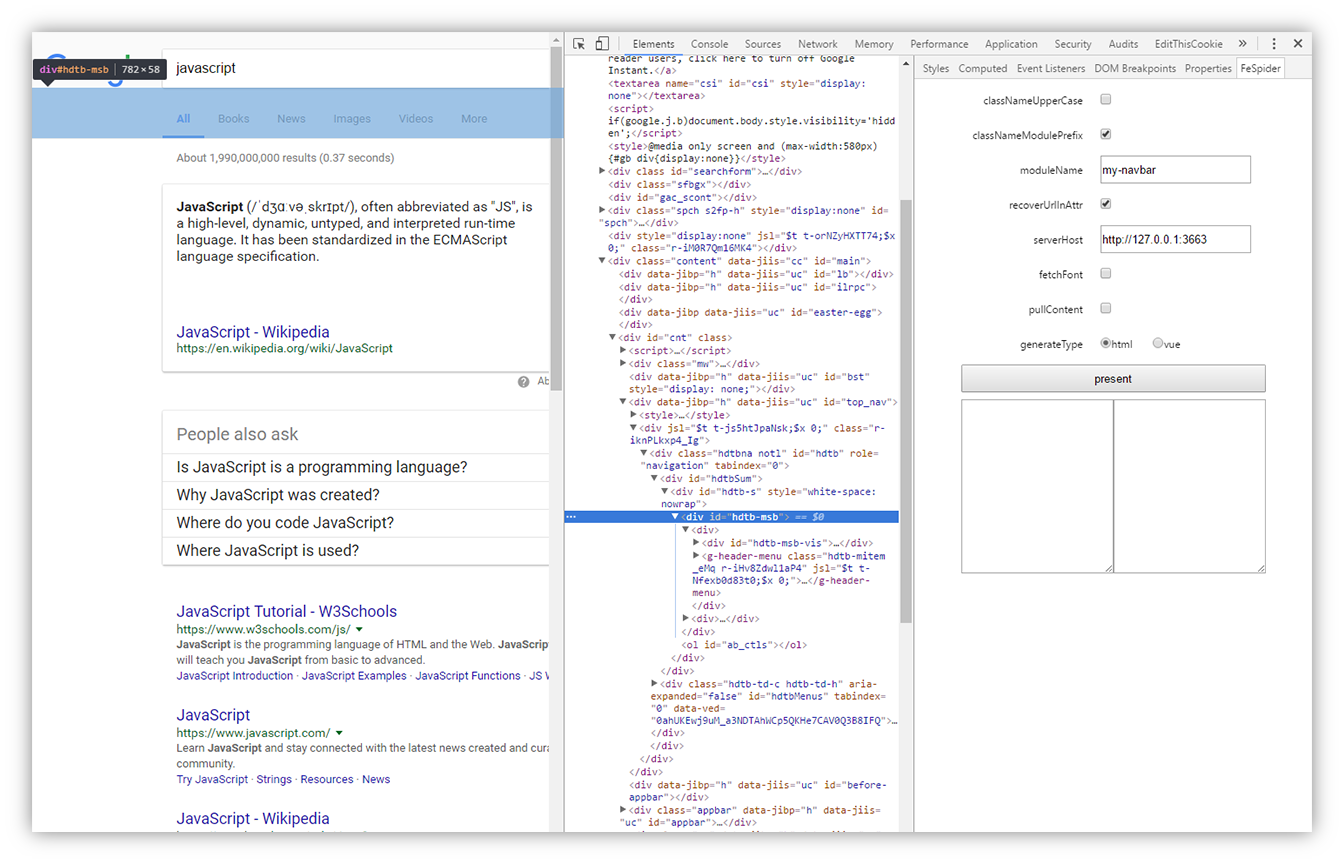 div#hdtb-msb | 782×58
javascript
All Books News Images Videos More
About 1,990,000,000 results (0.37 seconds)
JavaScript (/ˈdʒɑːvəˌskrɪpt/), often abbreviated as "JS", is
a high-level, dynamic, untyped, and interpreted run-time
language. It has been standardized in the ECMAScript
language specification.
JavaScript - Wikipedia
https://en.wikipedia.org/wiki/JavaScript
Ab
People also ask
Is JavaScript is a programming language?
Why JavaScript was created?
Where do you code JavaScript?
Where JavaScript is used?
JavaScript Tutorial - W3Schools
https://www.w3schools.com/js/
JavaScript is the programming language of HTML and the Web. JavaScript
will teach you JavaScript from basic to advanced.
JavaScript Introduction · JavaScript Examples · JavaScript Functions · JS W
JavaScript
https://www.javascript.com/
Learn JavaScript and stay connected with the latest news created and cura
community.
Try JavaScript · Strings · Resources · News
JavaScript - Wikipedia
Elements Console Sources Network Memory Performance Application Security Audits EditThisCookie »
reader users, click here to turn off Google
Instant.</a>
<textarea name="csi" id="csi" style="display:
none"></textarea>
<script>
if(google.j.b)document.body.style.visibility='hidd
en';</script>
<style>@media only screen and (max-width:580px)
{#gb div{display:none}}</style>
<div class id="searchform">…</div>
<div class="sfbgx"></div>
<div id="gac_scont"></div>
<div class="spch s2fp-h" style="display:none" id=
"spch">…</div>
<div style="display:none" jsl="$t t-orNZyHXTT74;$x
0;" class="r-iM0R7Qm16MK4"></div>
<div class="content" data-jiis="cc" id="main">
<div data-jibp="h" data-jiis="uc" id="lb"></div>
<div data-jibp="h" data-jiis="uc" id="ilrpc">
</div>
<div data-jibp data-jiis="uc" id="easter-egg">
</div>
<div id="cnt" class>
<script>…</script>
<div class="mw">…</div>
<div data-jibp="h" data-jiis="uc" id="bst"
style="display: none;"></div>
<div data-jibp="h" data-jiis="uc" id="top_nav">
<style>…</style>
<div jsl="$t t-js5htJpaNsk;$x 0;" class="r-
iknPLkxp4_Ig">
<div class="hdtbna notl" id="hdtb" role=
"navigation" tabindex="0">
<div id="hdtbSum">
<div id="hdtb-s" style="white-space:
nowrap">
<div id="hdtb-msb"> == $0
<div>
<div id="hdtb-msb-vis">…</div>
<g-header-menu class="hdtb-mitem
_eMq r-iHv8Zdwl1aP4" jsl="$t t-
Nfexb0d83t0;$x 0;">…</g-header-
menu>
</div>
<div>…</div>
</div>
<ol id="ab_ctls"></ol>
</div>
</div>
<div class="hdtb-td-c hdtb-td-h" aria-
expanded="false" id="hdtbMenus" tabindex=
"0" data-ved=
"0ahUKEwj9uM_a3NDTAhWCp5QKHe7CAV0Q3B8IFQ">…
</div>
</div>
</div>
</div>
<div data-jibp="h" data-jiis="uc" id="before-
appbar"></div>
<div class="appbar" data-jibp="h" data-jiis=
"uc" id="appbar">…</div>
Styles Computed Event Listeners DOM Breakpoints Properties FeSpider
classNameUpperCase
classNameModulePrefix
moduleName my-navbar
recoverUrlInAttr
serverHost http://127.0.0.1:3663
fetchFont
pullContent
generateType html vue
present